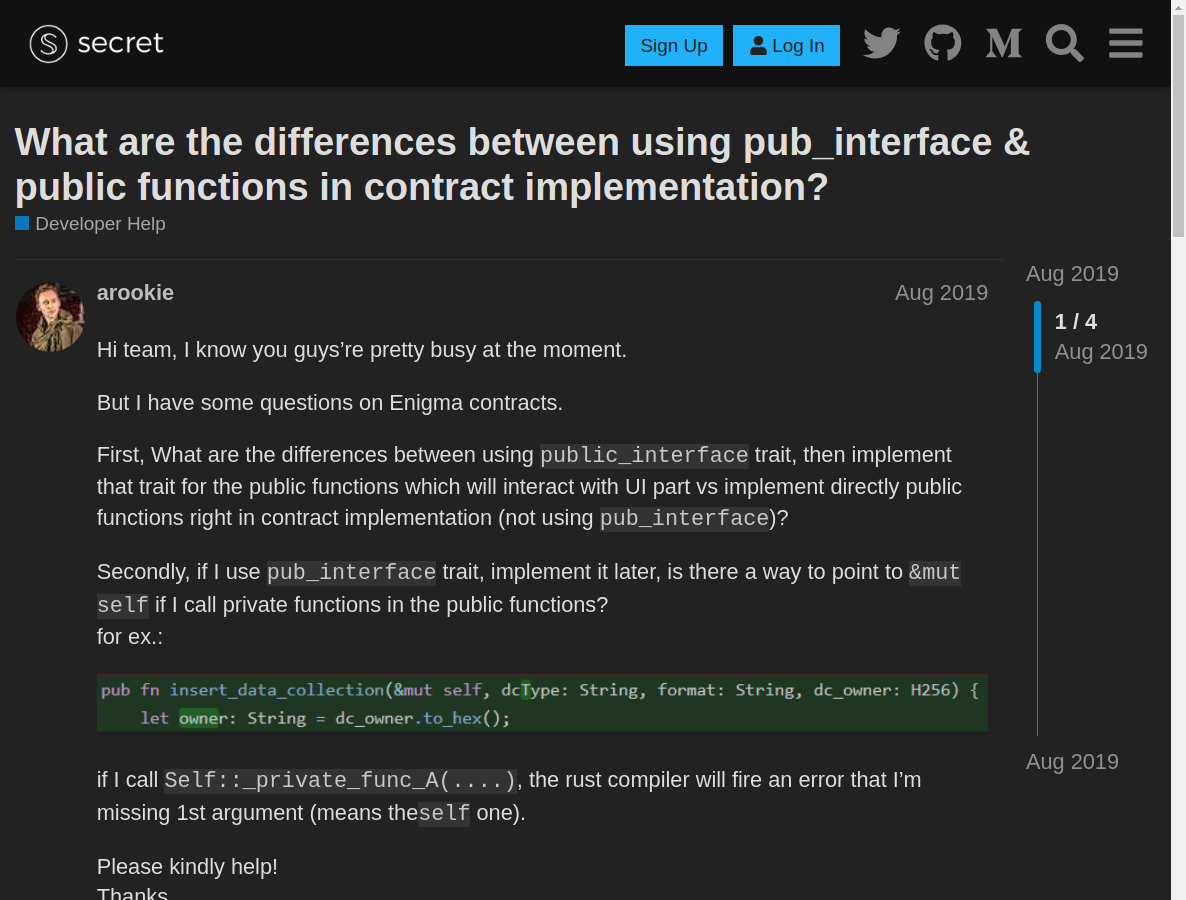 secret
Sign Up
Log In
What are the differences between using pub_interface &
public functions in contract implementation?
Developer Help
arookie
Aug 2019
Hi team, I know you guys’re pretty busy at the moment.
But I have some questions on Enigma contracts.
First, What are the differences between using public_interface trait, then implement
that trait for the public functions which will interact with UI part vs implement directly public
functions right in contract implementation (not using pub_interface)?
Secondly, if I use pub_interface trait, implement it later, is there a way to point to &mut
self if I call private functions in the public functions?
for ex.:
pub fn insert_data_collection(&mut self, dcType: String, format: String, dc_owner: H256) {
let owner: String = dc_owner.to_hex();
if I call Self::_private_func_A(....), the rust compiler will fire an error that I’m
missing 1st argument (means theself one).
Please kindly help!
Thanks
Aug 2019
1 / 4
Aug 2019
Aug 2019